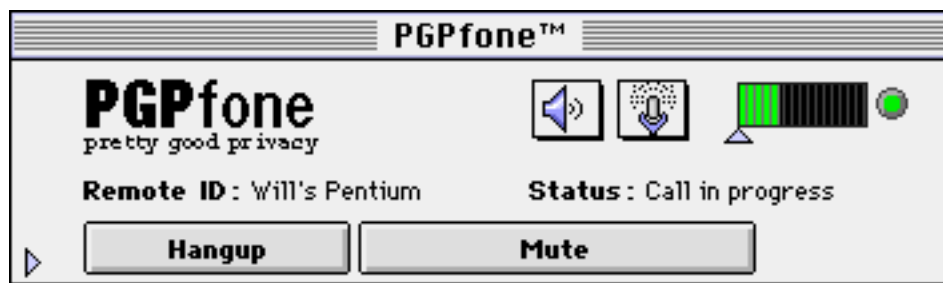 PGPfone™
PGPfone
pretty good privacy
Remote ID: Will's Pentium Status: Call in progress
Hangup Mute